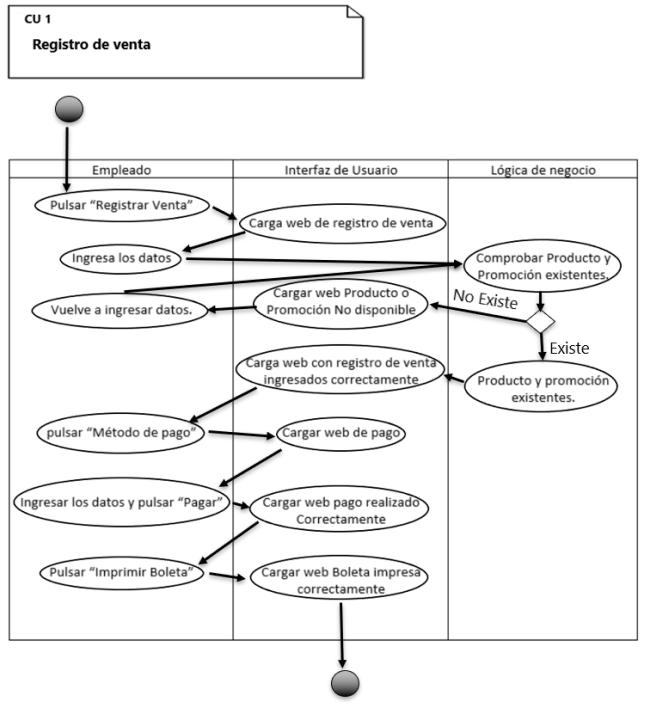 CU 1
Registro de venta
Empleado
Interfaz de Usuario
Lógica de negocio
Pulsar “Registrar Venta”
Carga web de registro de venta
Ingresa los datos
Comprobar Producto y
Promoción existentes.
Cargar web Producto o
Promoción No disponible
No Existe
Vuelve a ingresar datos.
Existe
Carga web con registro de venta
ingresados correctamente
Producto y promoción
existentes.
pulsar “Método de pago”
Cargar web de pago
Ingresar los datos y pulsar “Pagar”
Cargar web pago realizado
Correctamente
Pulsar “Imprimir Boleta”
Cargar web Boleta impresa
correctamente